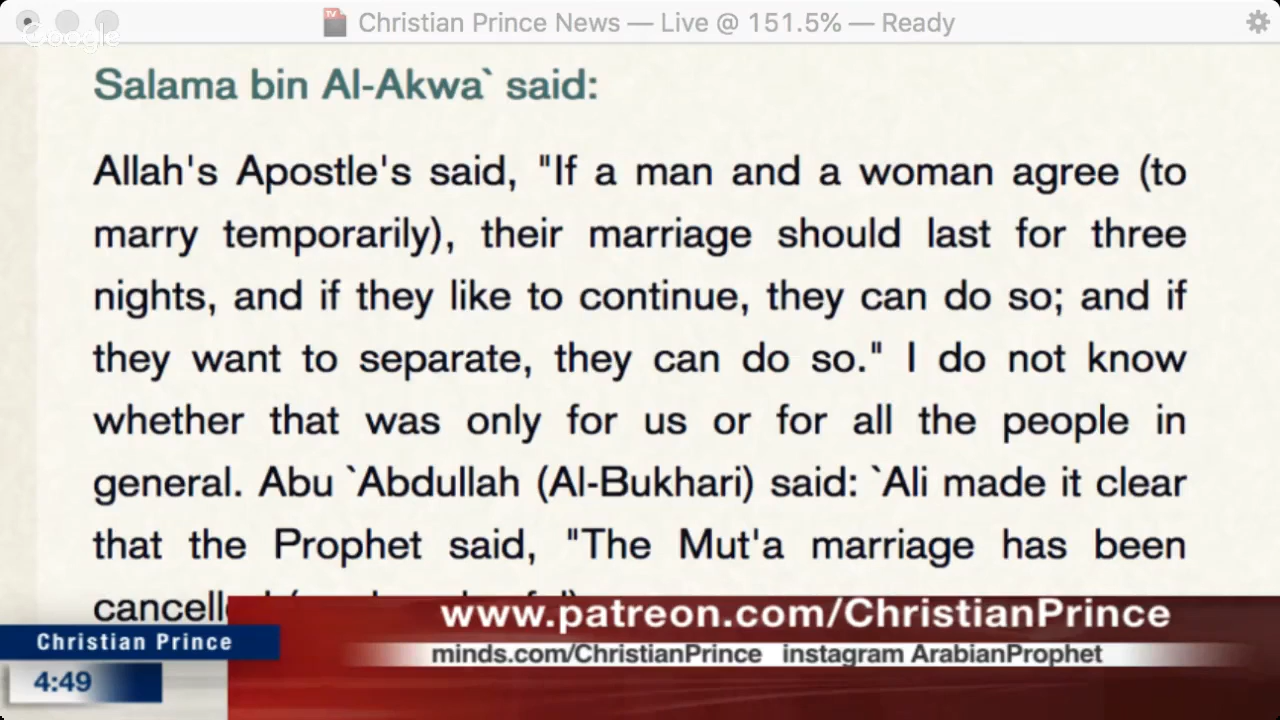 Christian Prince News — Live @ 151.5% — Ready
Google
Salama bin Al-Akwa` said:
Allah's Apostle's said, "If a man and a woman agree (to
marry temporarily), their marriage should last for three
nights, and if they like to continue, they can do so; and if
they want to separate, they can do so." I do not know
whether that was only for us or for all the people in
general. Abu `Abdullah (Al-Bukhari) said: `Ali made it clear
that the Prophet said, "The Mut'a marriage has been
www.patreon.com/ChristianPrince
minds.com/ChristianPrince instagram ArabianProphet
Christian Prince
4:49